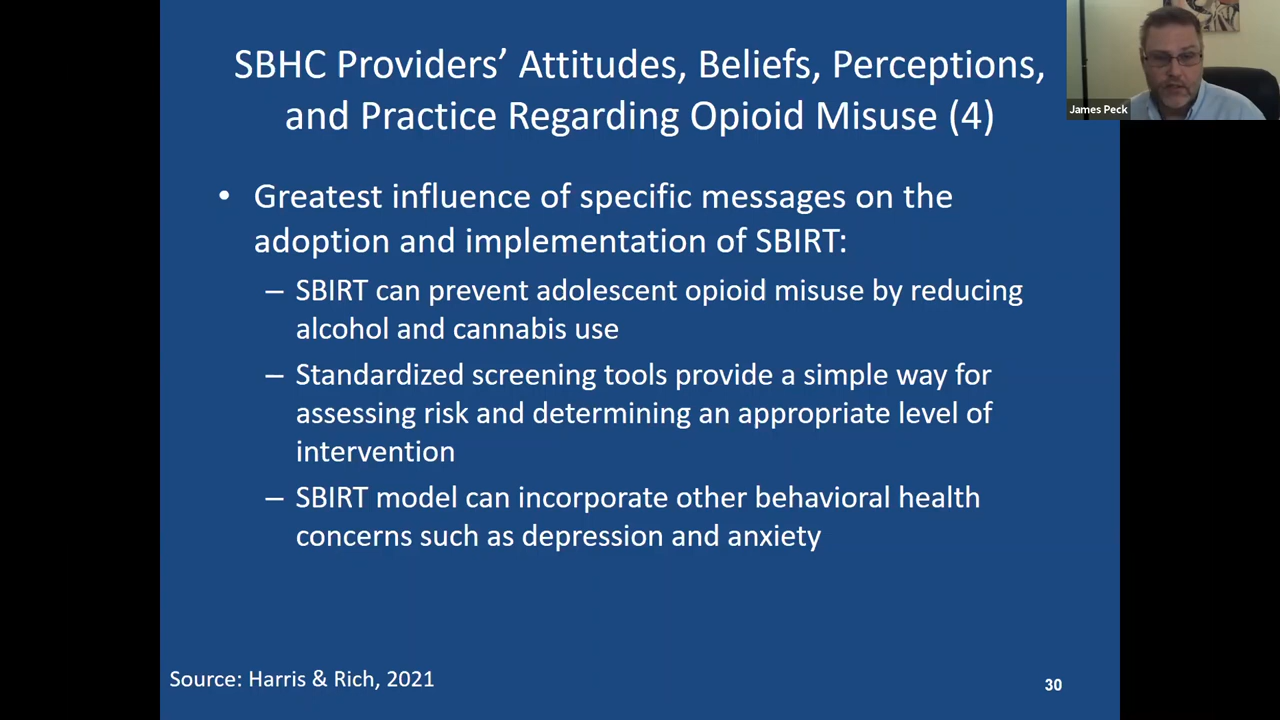 SBHC Providers’ Attitudes, Beliefs, Perceptions,
and Practice Regarding Opioid Misuse (4)
James Peck
• Greatest influence of specific messages on the
adoption and implementation of SBIRT:
– SBIRT can prevent adolescent opioid misuse by reducing
alcohol and cannabis use
– Standardized screening tools provide a simple way for
assessing risk and determining an appropriate level of
intervention
– SBIRT model can incorporate other behavioral health
concerns such as depression and anxiety
Source: Harris & Rich, 2021
30